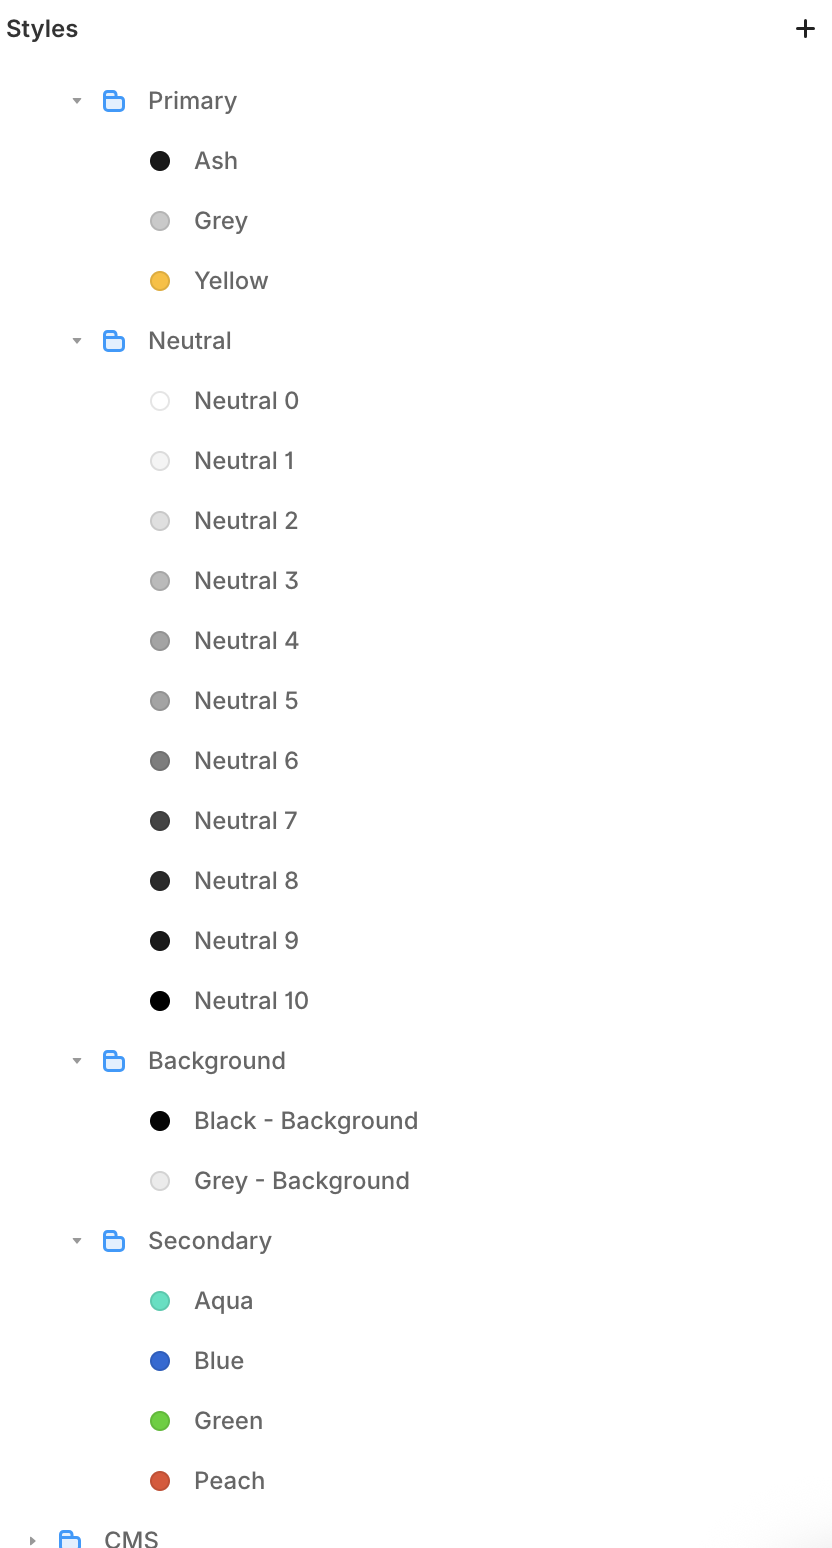 Styles
Primary
Ash
Grey
Yellow
Neutral
Neutral 0
Neutral 1
Neutral 2
Neutral 3
Neutral 4
Neutral 5
Neutral 6
Neutral 7
Neutral 8
Neutral 9
Neutral 10
Background
Black - Background
Grey - Background
Secondary
Aqua
Blue
Green
Peach
CMS